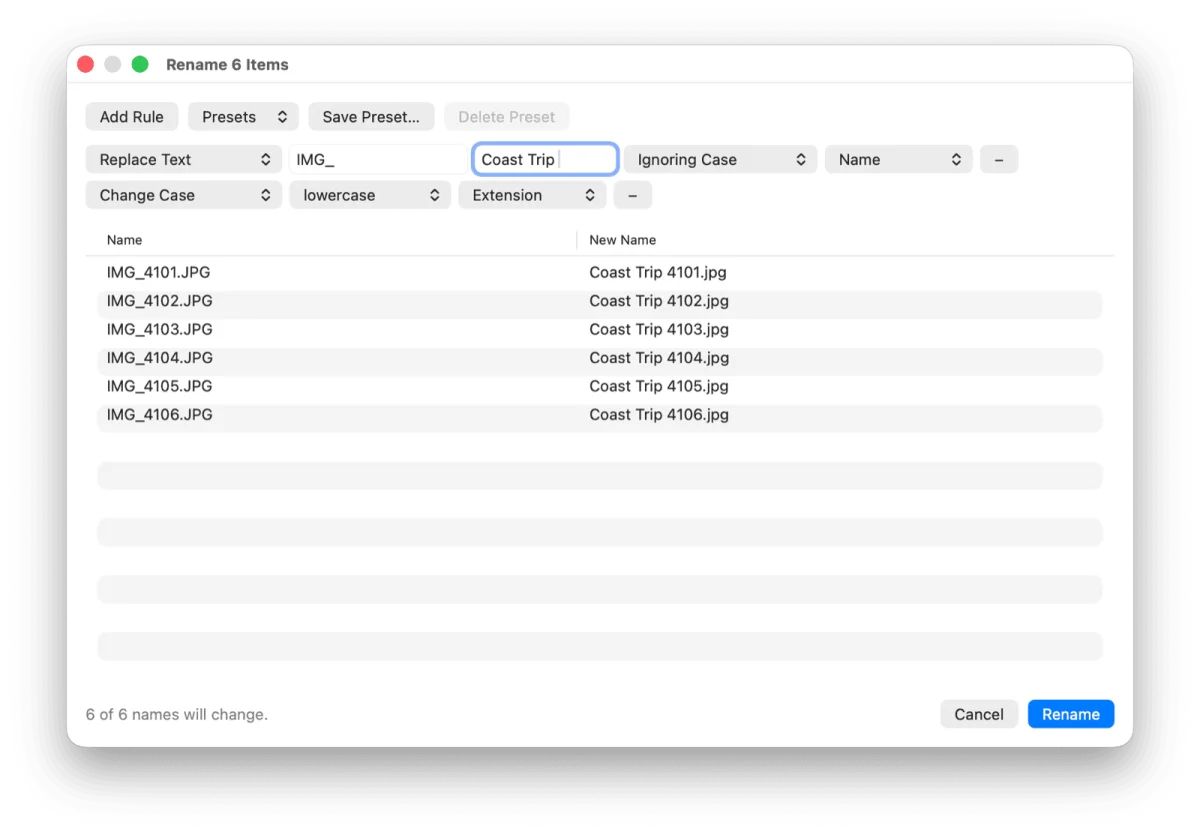 Rename 6 Items
Add Rule Presets Save Preset... Delete Preset
Replace Text IMG_ Coast Trip Ignoring Case Name –
Change Case lowercase Extension –
Name New Name
IMG_4101.JPG Coast Trip 4101.jpg
IMG_4102.JPG Coast Trip 4102.jpg
IMG_4103.JPG Coast Trip 4103.jpg
IMG_4104.JPG Coast Trip 4104.jpg
IMG_4105.JPG Coast Trip 4105.jpg
IMG_4106.JPG Coast Trip 4106.jpg
6 of 6 names will change. Cancel Rename